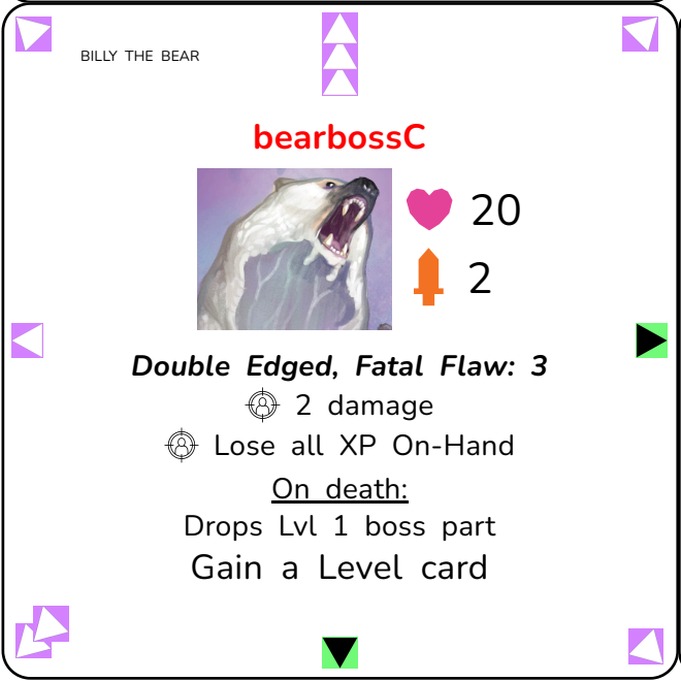 BILLY THE BEAR
bearbossC
20
2
Double Edged, Fatal Flaw: 3
2 damage
Lose all XP On-Hand
On death:
Drops Lvl 1 boss part
Gain a Level card